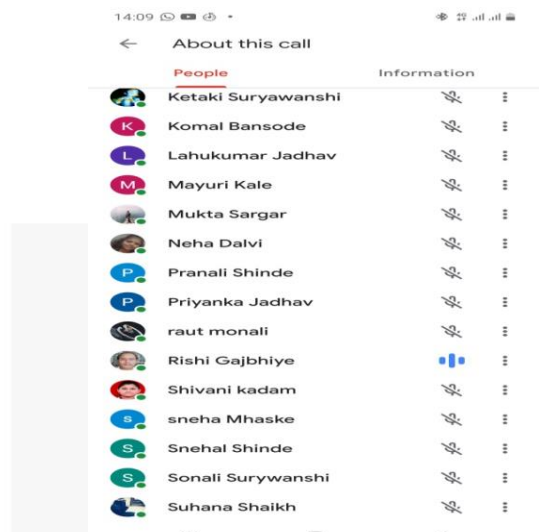 14:09
About this call
People Information
Ketaki Suryawanshi
K Komal Bansode
L Lahukumar Jadhav
M Mayuri Kale
Mukta Sargar
Neha Dalvi
P Pranali Shinde
P Priyanka Jadhav
raut monali
Rishi Gajbhiye
Shivani kadam
s sneha Mhaske
S Snehal Shinde
S Sonali Surywanshi
Suhana Shaikh